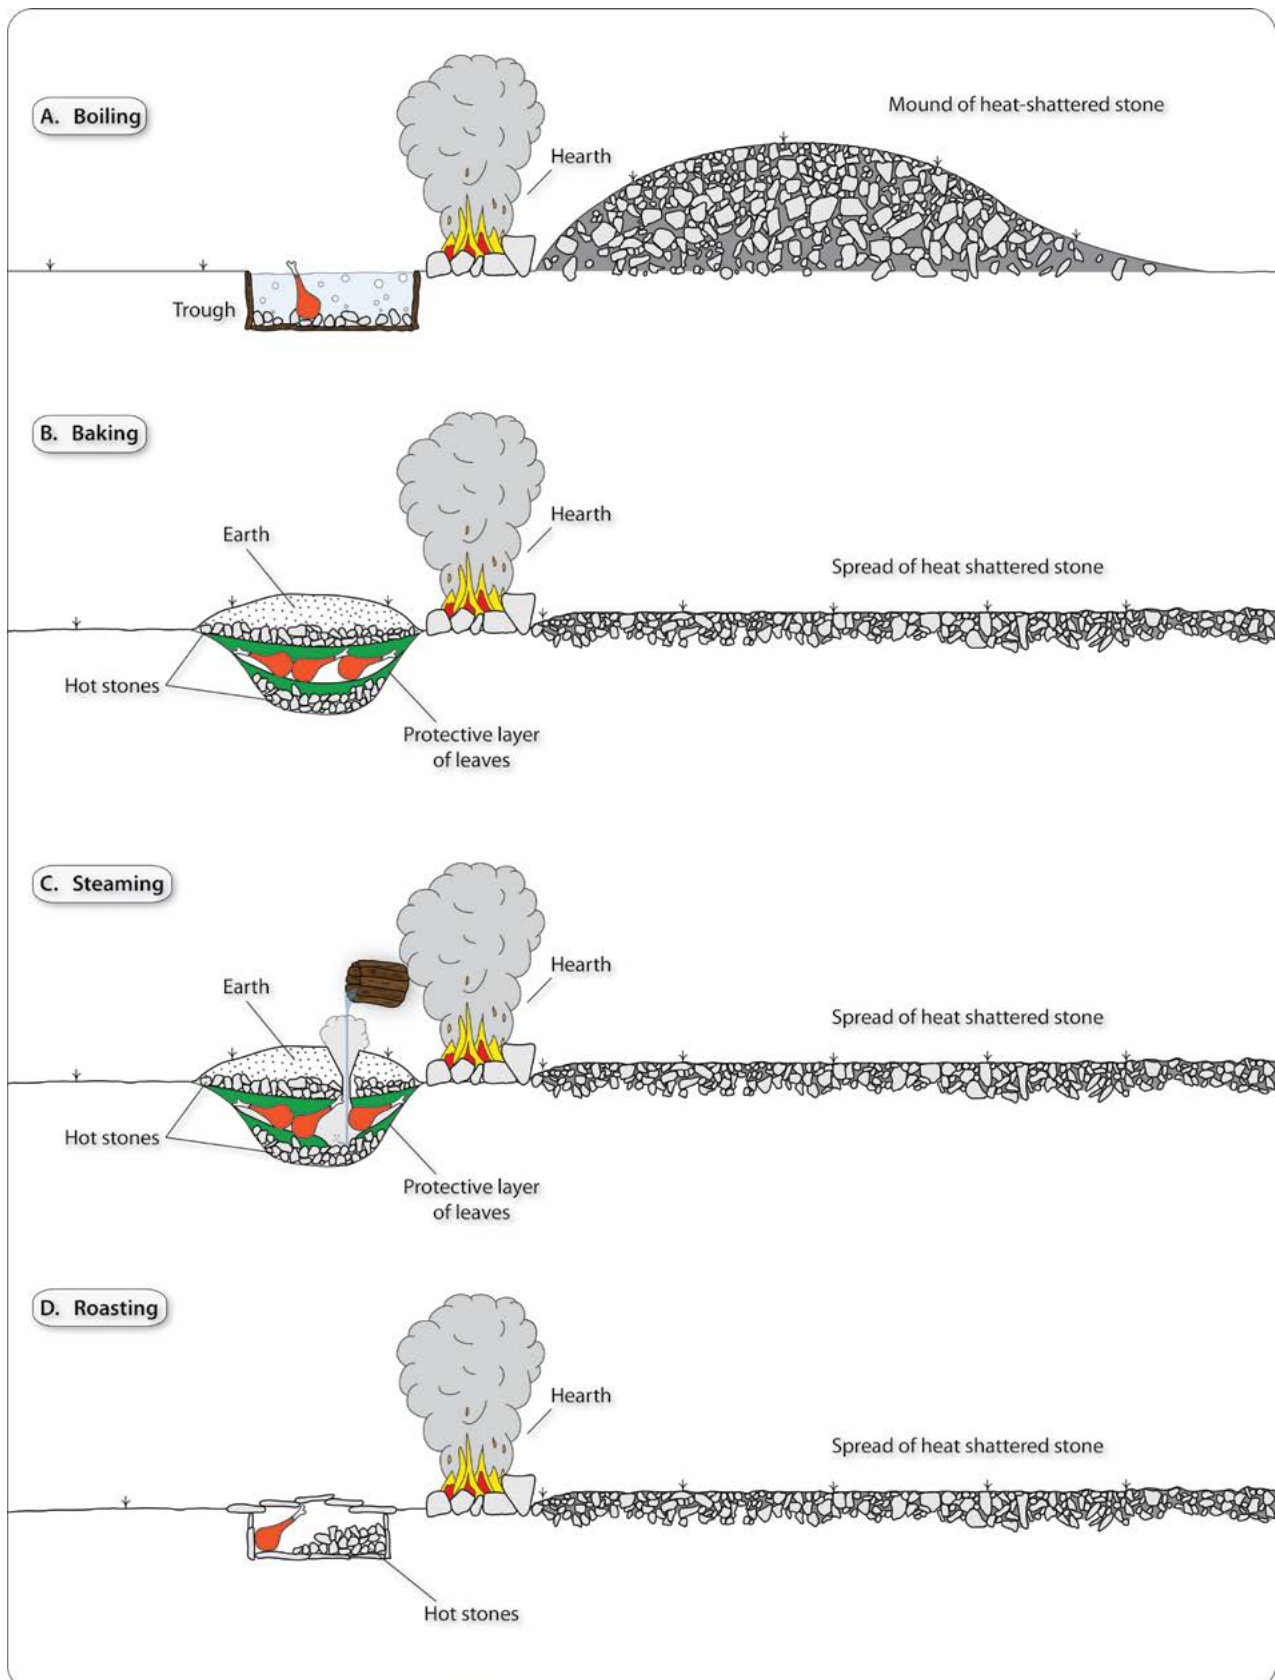 A. Boiling
Mound of heat-shattered stone
Hearth
Trough
B. Baking
Hearth
Earth
Spread of heat shattered stone
Hot stones
Protective layer
of leaves
C. Steaming
Hearth
Earth
Spread of heat shattered stone
Hot stones
Protective layer
of leaves
D. Roasting
Hearth
Spread of heat shattered stone
Hot stones